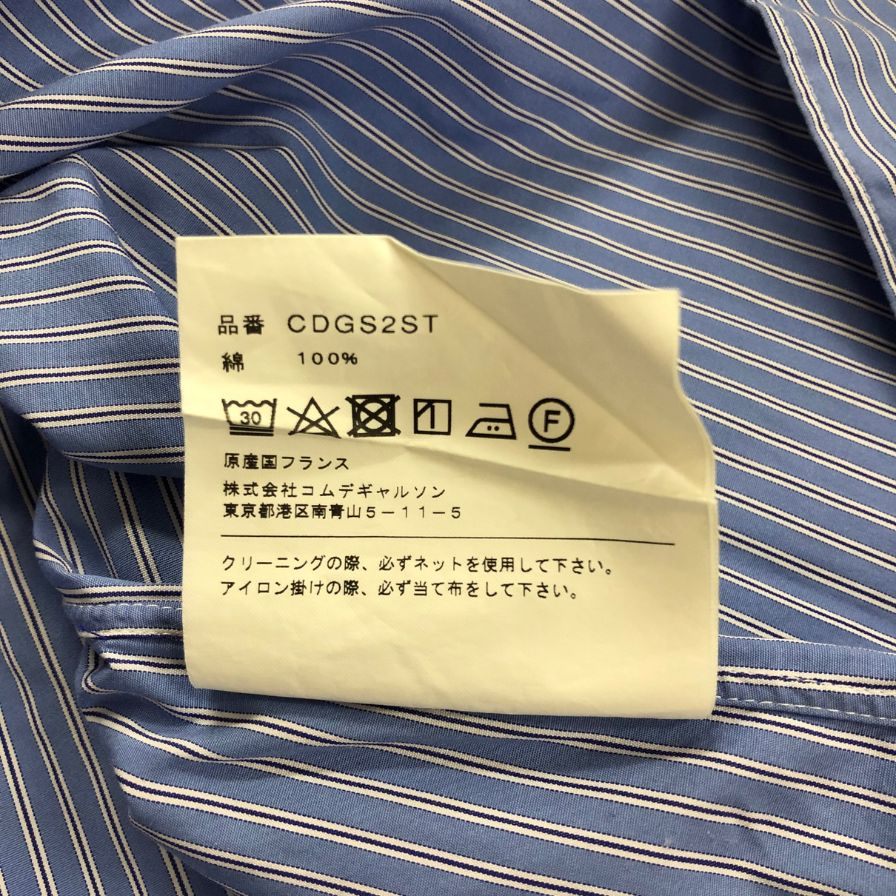 品番 CDGS2ST
綿 100%
30 F
原産国フランス
株式会社コムデギャルソン
東京都港区南青山5-11-5
クリーニングの際、必ずネットを使用して下さい。
アイロン掛けの際、必ず当て布をして下さい。